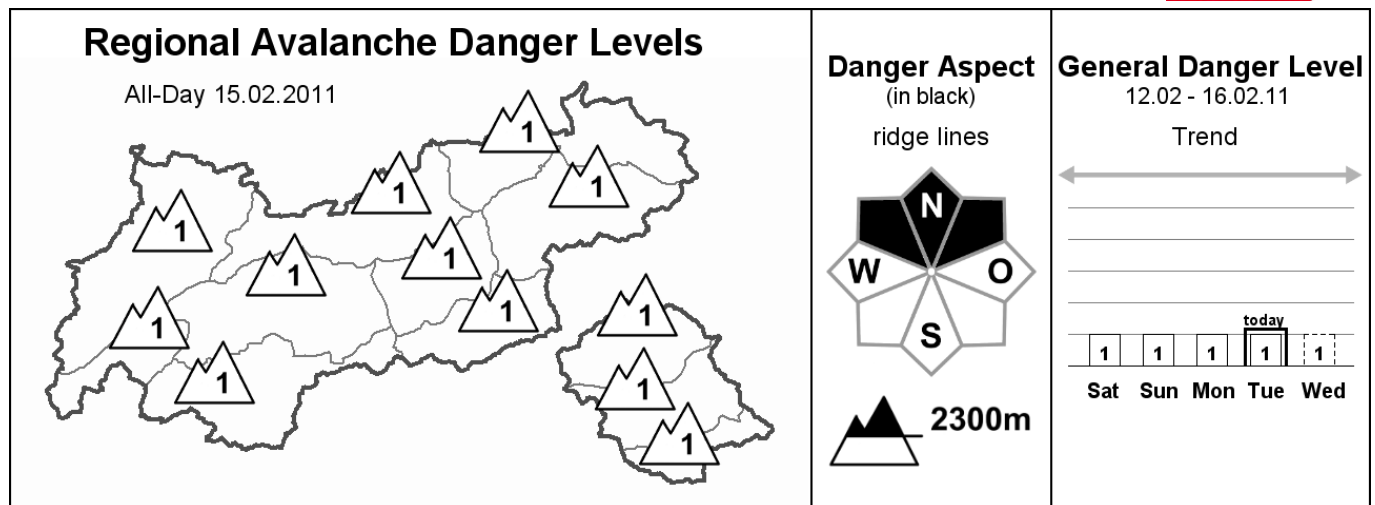 Regional Avalanche Danger Levels
All-Day 15.02.2011
1
1
1
1
1
1
1
1
1
1
1
1
Danger Aspect
(in black)
ridge lines
N
W O
S
2300m
General Danger Level
12.02 - 16.02.11
Trend
today
1 1 1 1 1
Sat Sun Mon Tue Wed